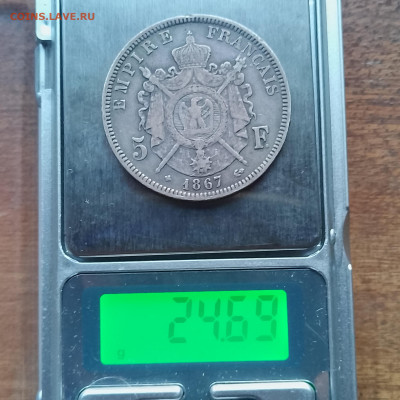 COINS.LAVE.RU
EMPIRE FRANÇAIS
5 F
1867
24.69
g